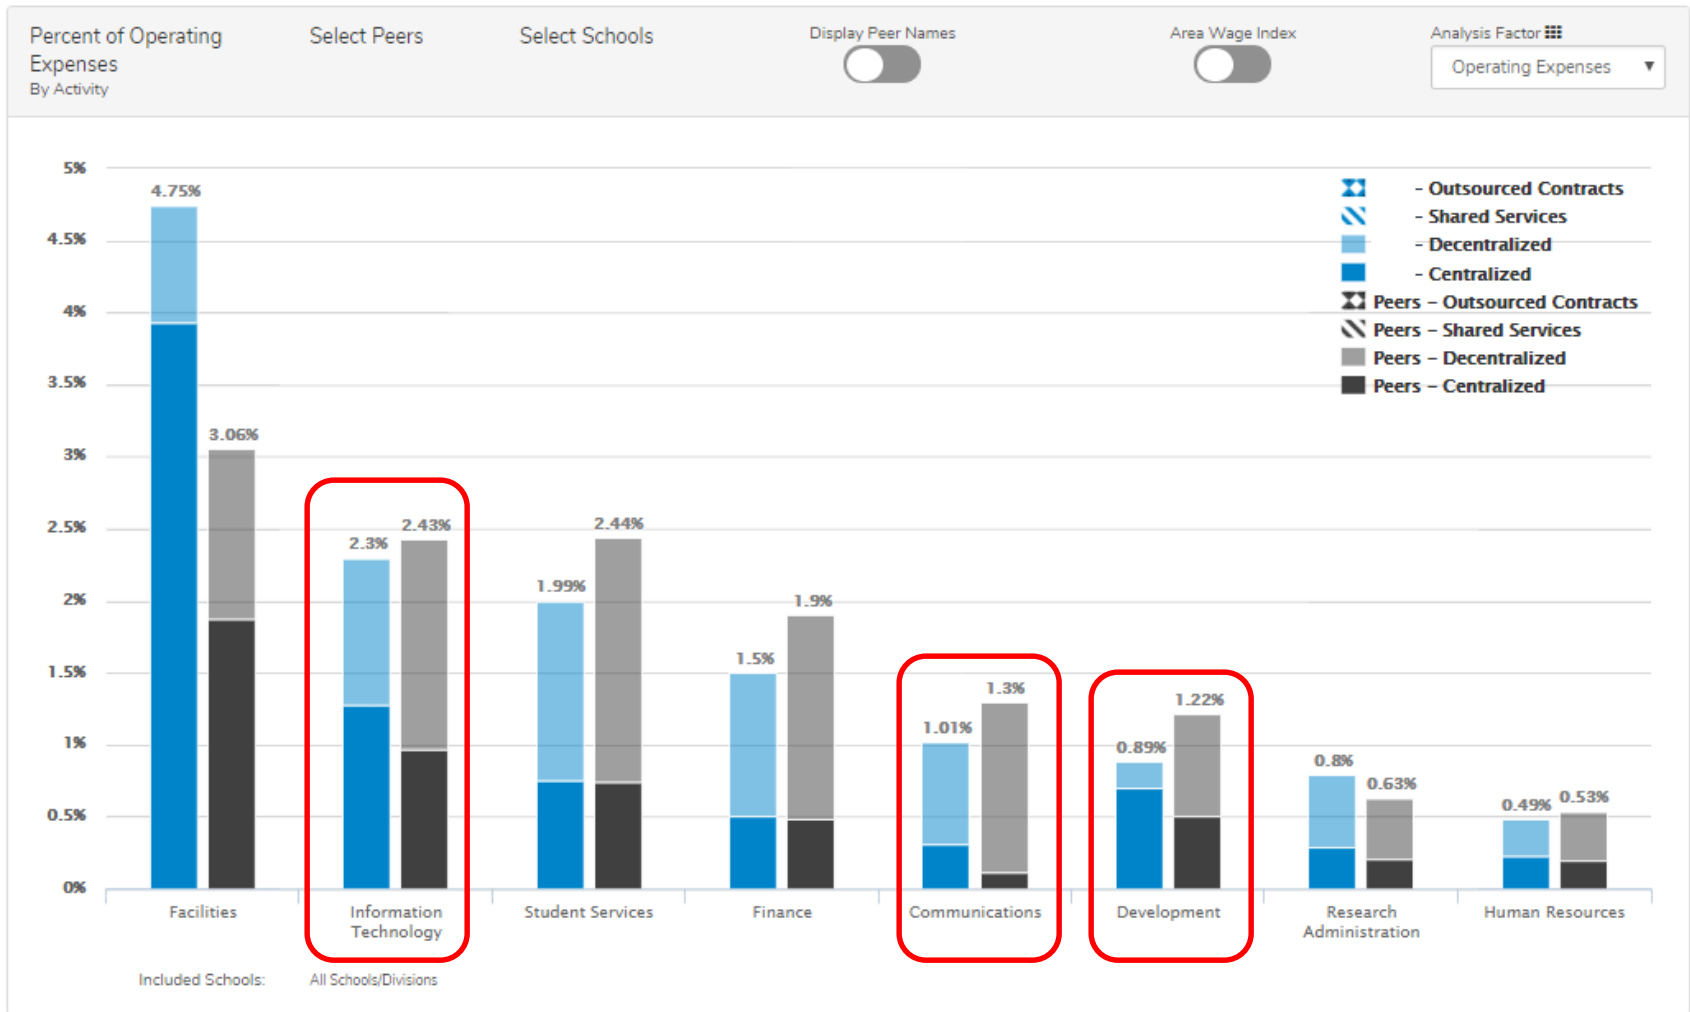 Percent of Operating
Expenses
By Activity
Select Peers
Select Schools
Display Peer Names
Area Wage Index
Analysis Factor
Operating Expenses
5%
4.5%
4%
3.5%
3%
2.5%
2%
1.5%
1%
0.5%
0%
4.75%
3.06%
2.3%
2.43%
1.99%
2.44%
1.5%
1.9%
1.01%
1.3%
0.89%
1.22%
0.8%
0.63%
0.49%
0.53%
- Outsourced Contracts
- Shared Services
- Decentralized
- Centralized
Peers - Outsourced Contracts
Peers - Shared Services
Peers - Decentralized
Peers - Centralized
Facilities
Information
Technology
Student Services
Finance
Communications
Development
Research
Administration
Human Resources
Included Schools: All Schools/Divisions